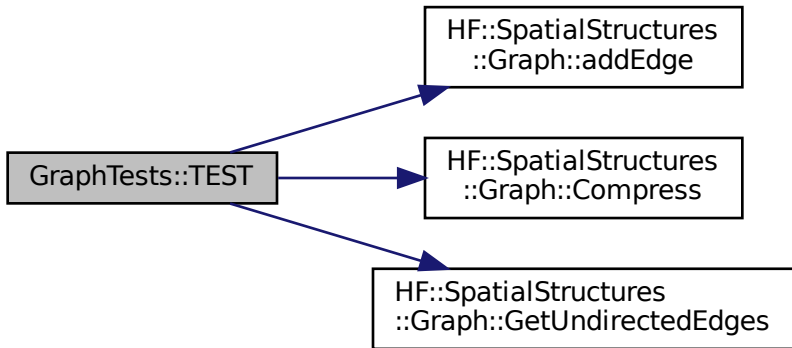 HF::SpatialStructures
::Graph::addEdge
GraphTests::TEST
HF::SpatialStructures
::Graph::Compress
HF::SpatialStructures
::Graph::GetUndirectedEdges